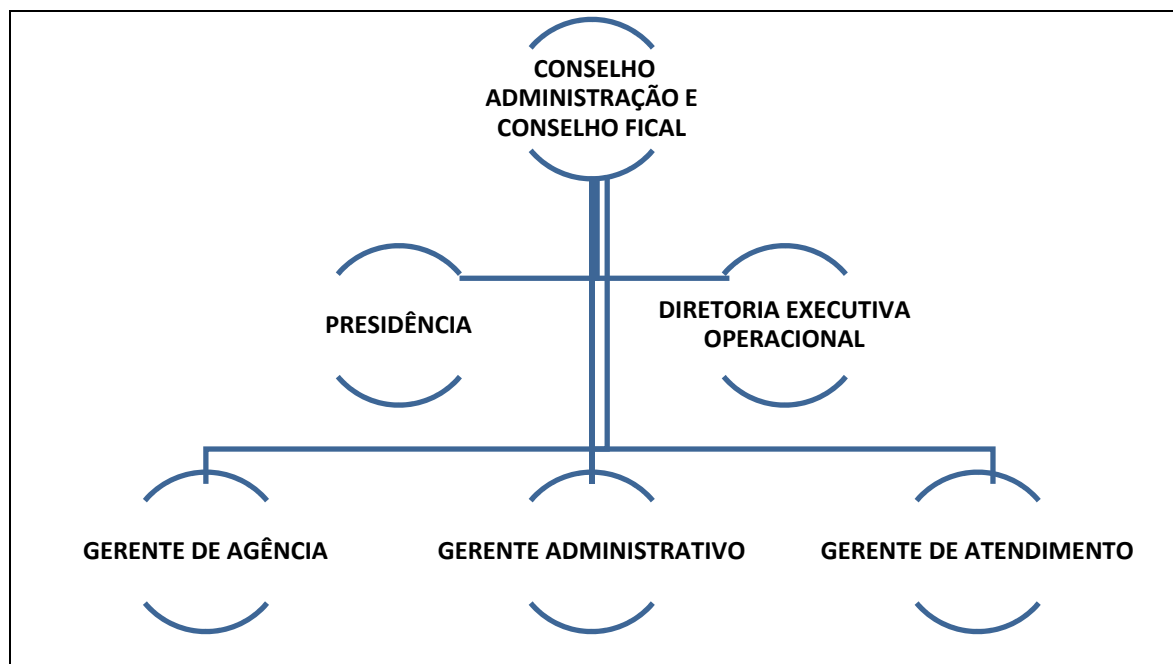 CONSELHO
ADMINISTRAÇÃO E
CONSELHO FICAL
PRESIDÊNCIA
DIRETORIA EXECUTIVA
OPERACIONAL
GERENTE DE AGÊNCIA
GERENTE ADMINISTRATIVO
GERENTE DE ATENDIMENTO